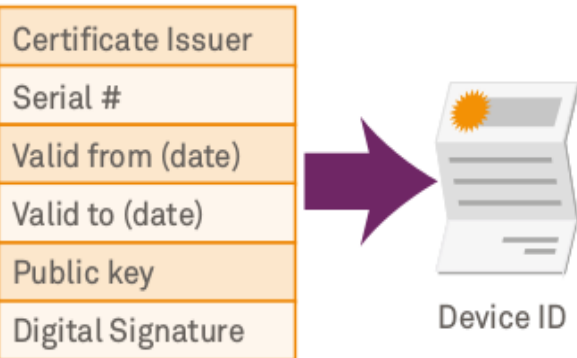 Certificate Issuer
Serial #
Valid from (date)
Valid to (date)
Public key
Digital Signature
Device ID